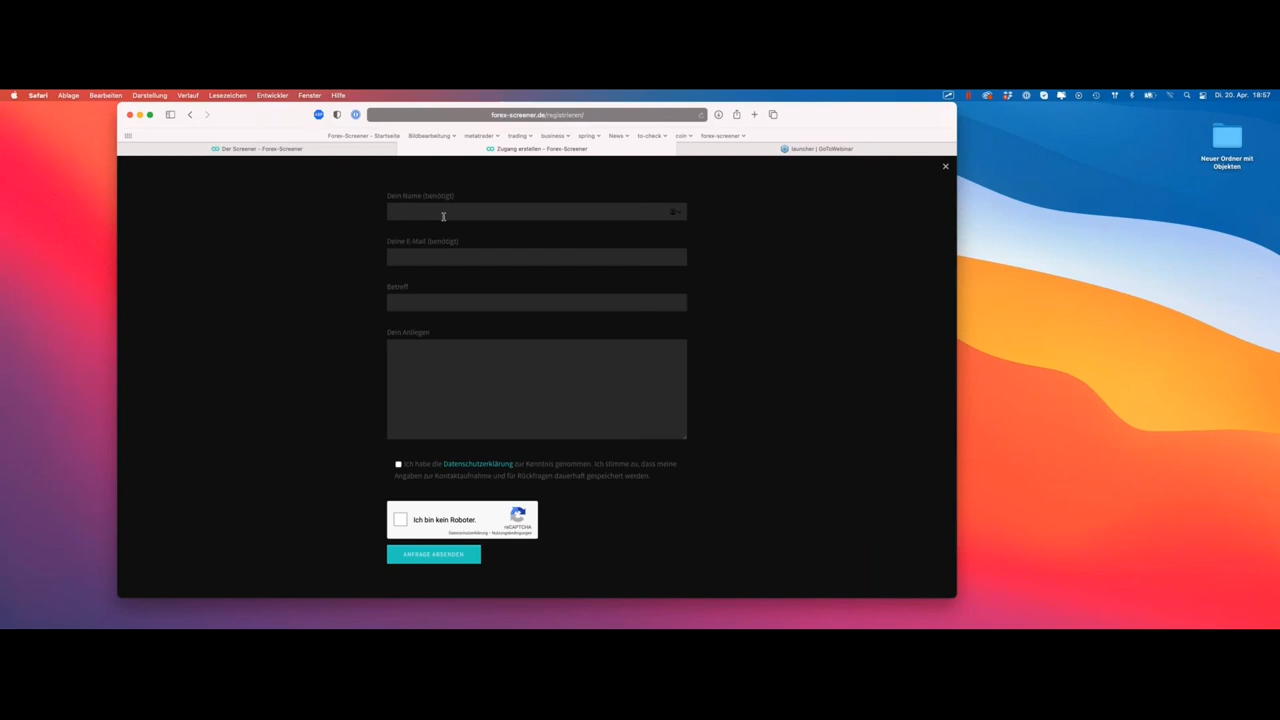 Safari Ablage Bearbeiten Darstellung Verlauf Lesezeichen Entwickler Fenster Hilfe Di. 20. Apr. 18:57
forex-screener.de/registrieren/
Forex-Screener - Startseite Bildbearbeitung metatrader trading business spring News to-check coin forex-screener
Der Screener – Forex-Screener Zugang erstellen – Forex-Screener launcher | GoToWebinar
Neuer Ordner mit
Objekten
Dein Name (benötigt)
Deine E-Mail (benötigt)
Betreff
Dein Anliegen
Ich habe die Datenschutzerklärung zur Kenntnis genommen. Ich stimme zu, dass meine
Angaben zur Kontaktaufnahme und für Rückfragen dauerhaft gespeichert werden.
Ich bin kein Roboter.
reCAPTCHA
Datenschutzerklärung - Nutzungsbedingungen
ANFRAGE ABSENDEN